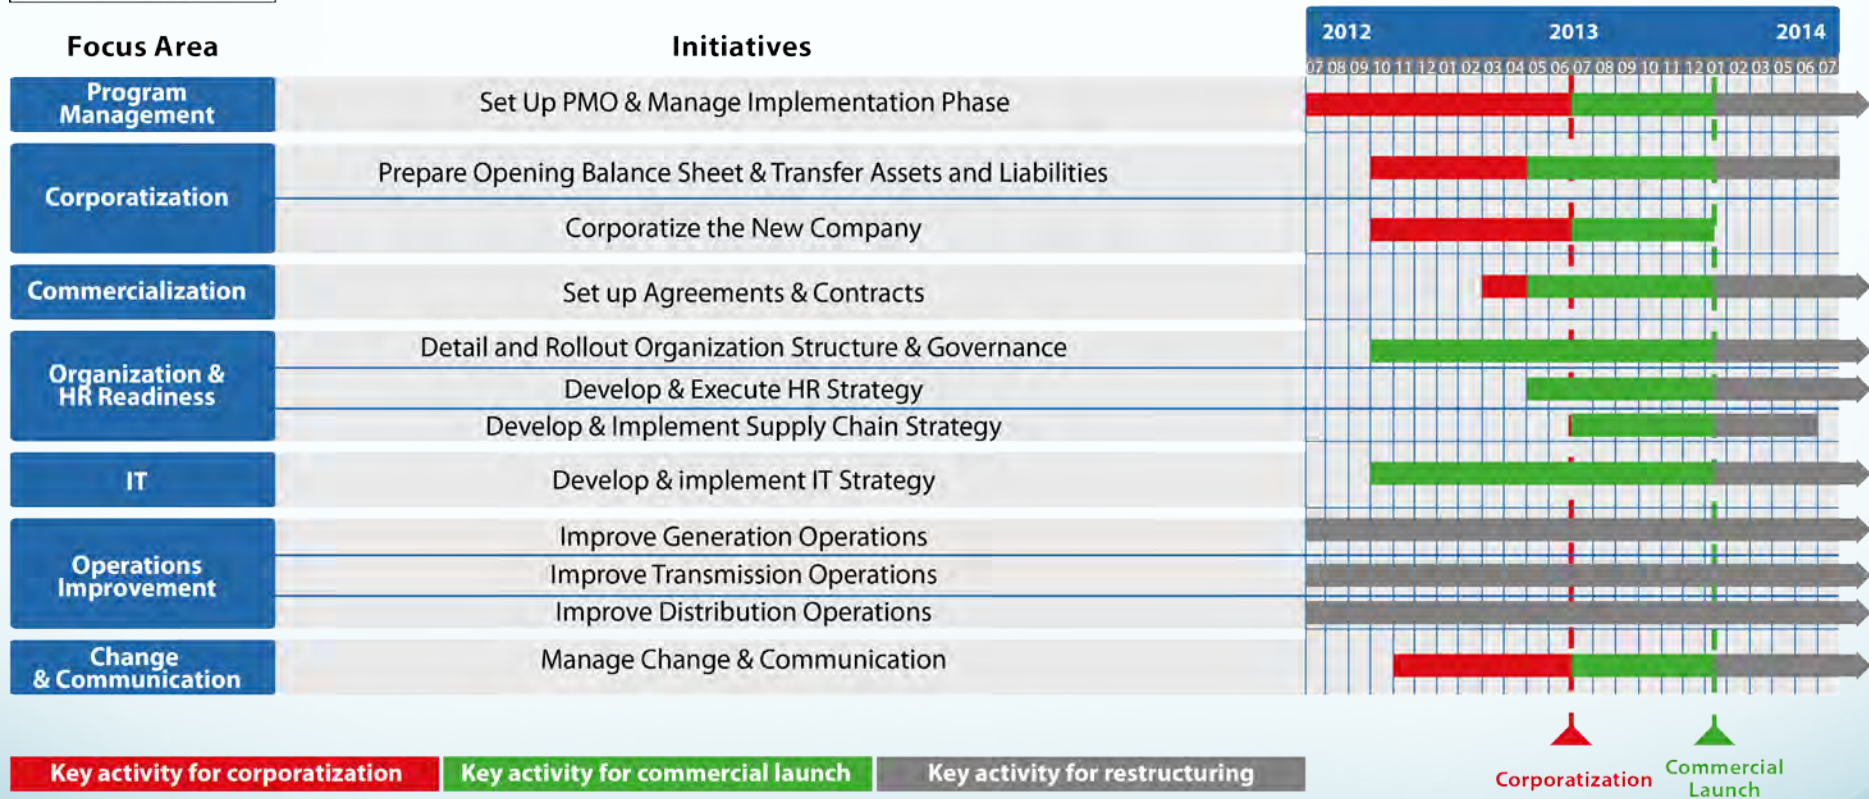 Focus Area
Initiatives
2012
2013
2014
07 08 09 10 11 12 01 02 03 04 05 06 07 08 09 10 11 12 01 02 03 05 06 07
Program
Management
Set Up PMO & Manage Implementation Phase
Corporatization
Prepare Opening Balance Sheet & Transfer Assets and Liabilities
Corporatize the New Company
Commercialization
Set up Agreements & Contracts
Organization &
HR Readiness
Detail and Rollout Organization Structure & Governance
Develop & Execute HR Strategy
Develop & Implement Supply Chain Strategy
IT
Develop & implement IT Strategy
Operations
Improvement
Improve Generation Operations
Improve Transmission Operations
Improve Distribution Operations
Change
& Communication
Manage Change & Communication
Key activity for corporatization
Key activity for commercial launch
Key activity for restructuring
Corporatization
Commercial
Launch